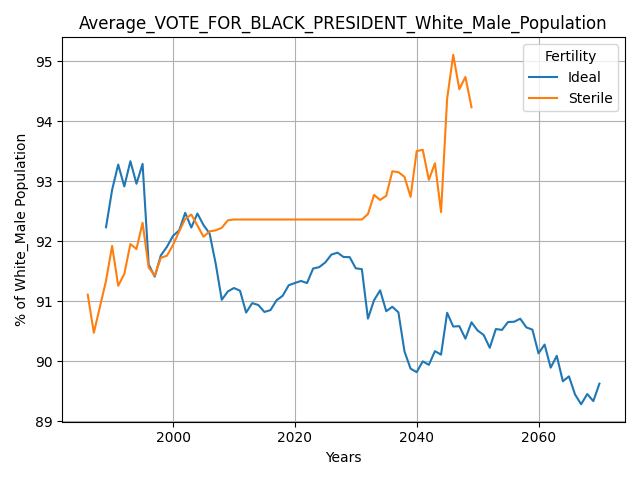 Average_VOTE_FOR_BLACK_PRESIDENT_White_Male_Population
Fertility
Ideal
Sterile
% of White_Male Population
95
94
93
92
91
90
89
2000
2020
2040
2060
Years